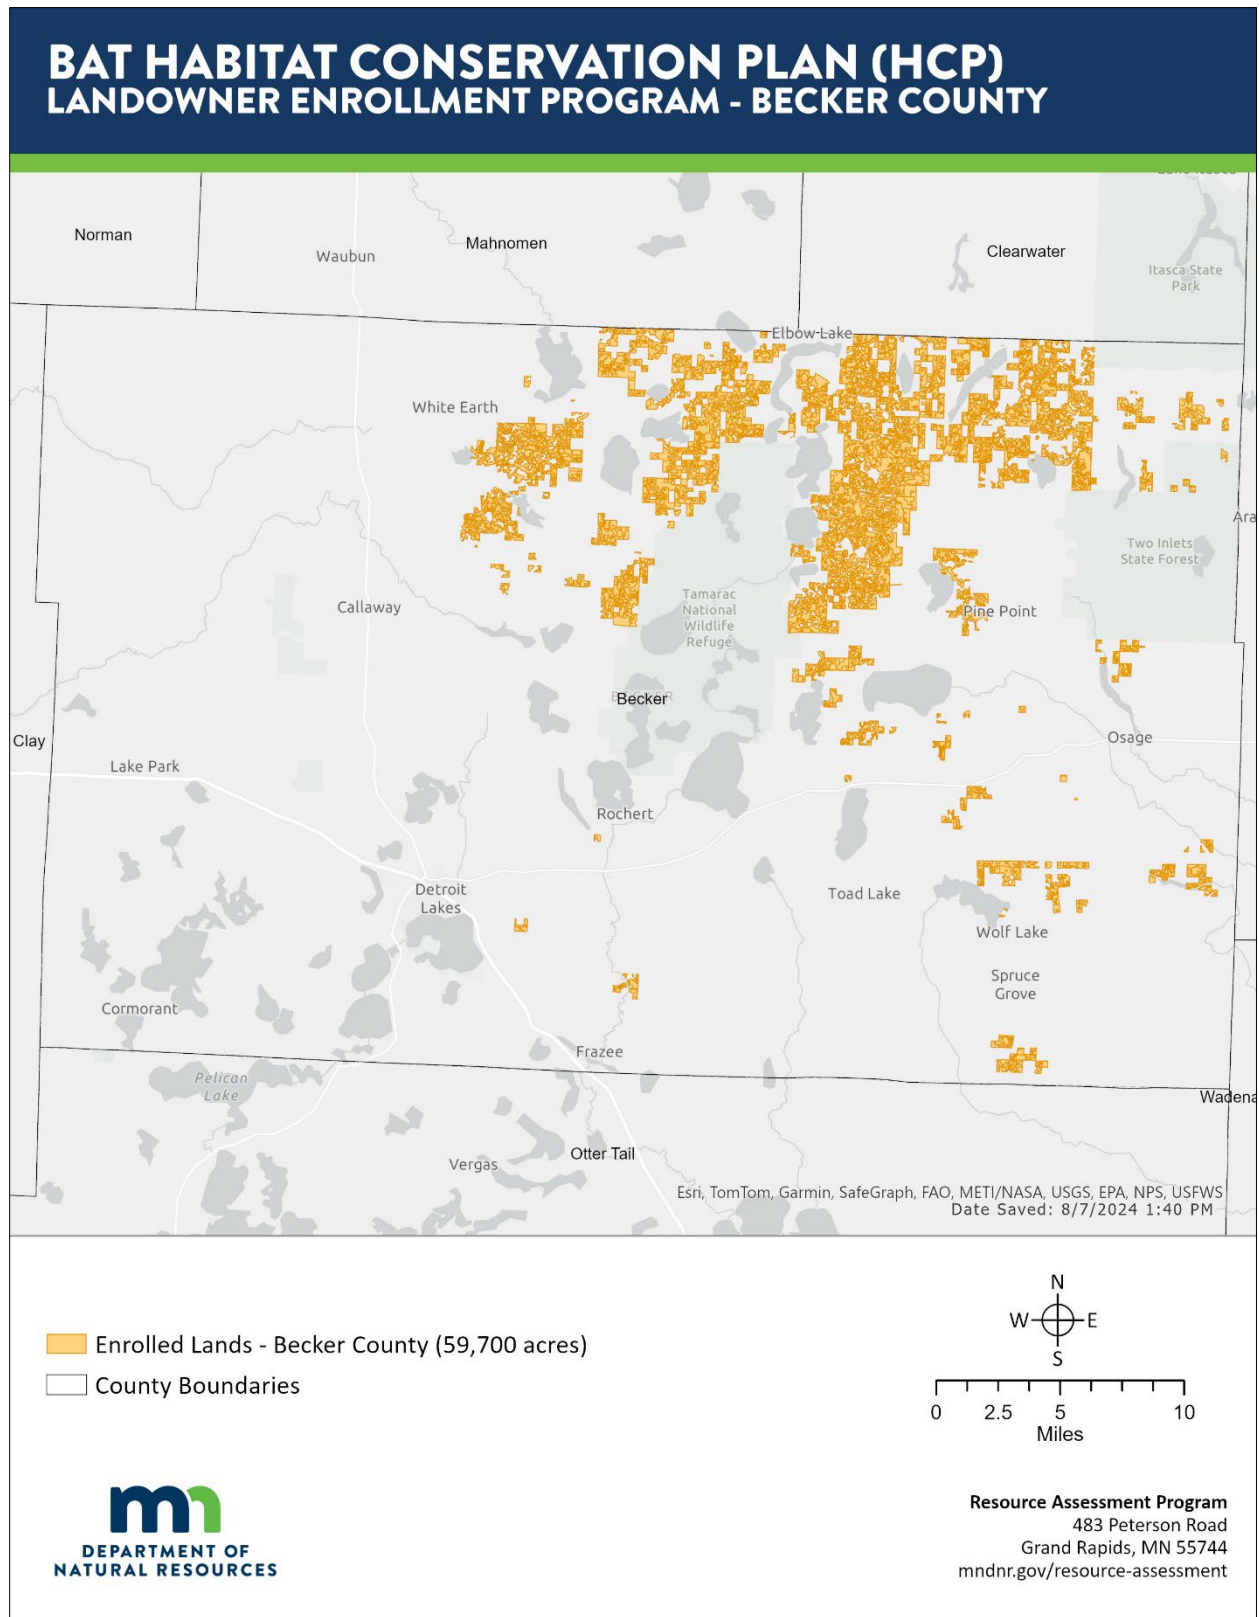 BAT HABITAT CONSERVATION PLAN (HCP)
LANDOWNER ENROLLMENT PROGRAM - BECKER COUNTY
Norman
Waubun
Mahnomen
Clearwater
Itasca State
Park
Elbow Lake
White Earth
Two Inlets
State Forest
Callaway
Tamarac
National
Wildlife
Refuge
Pine Point
Becker
Clay
Osage
Lake Park
Rochert
Detroit
Lakes
Toad Lake
Wolf Lake
Spruce
Grove
Cormorant
Frazee
Pelican
Lake
Wadena
Otter Tail
Vergas
Esri, TomTom, Garmin, SafeGraph, FAO, METI/NASA, USGS, EPA, NPS, USFWS
Date Saved: 8/7/2024 1:40 PM
Enrolled Lands - Becker County (59,700 acres)
County Boundaries
N
W E
S
0 2.5 5 10
Miles
mn
DEPARTMENT OF
NATURAL RESOURCES
Resource Assessment Program
483 Peterson Road
Grand Rapids, MN 55744
mndnr.gov/resource-assessment